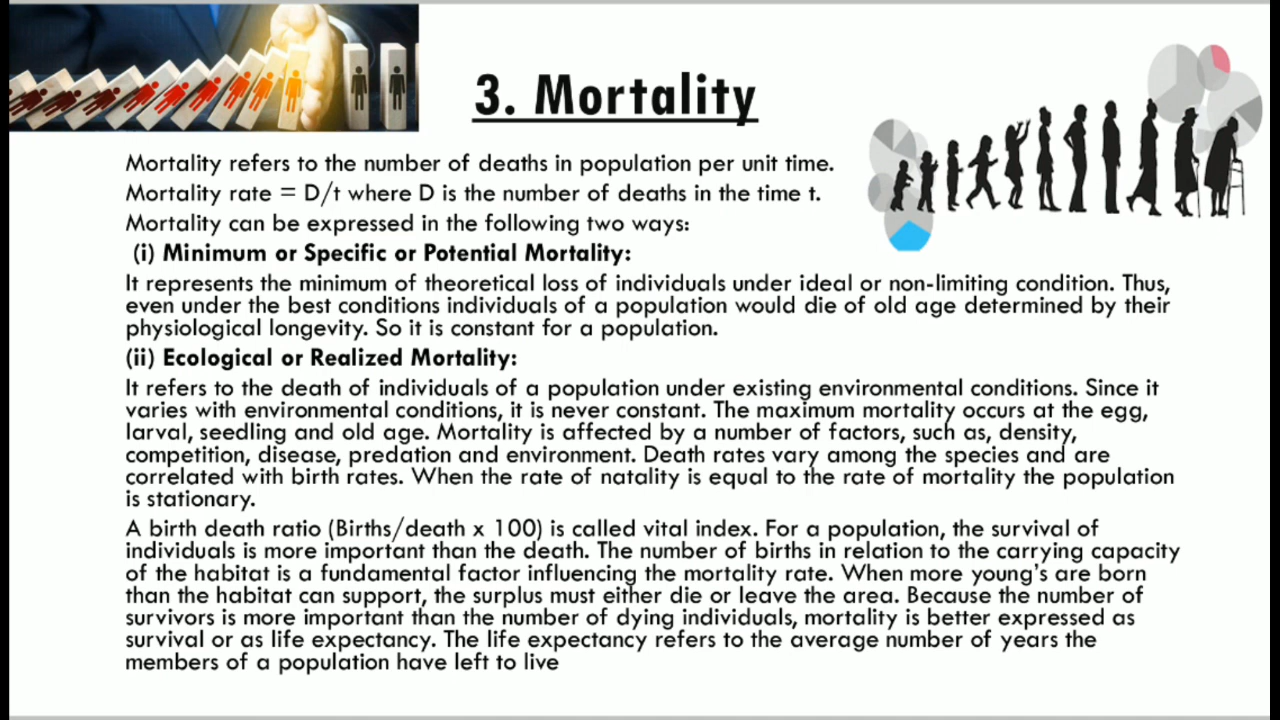 3. Mortality
Mortality refers to the number of deaths in population per unit time.
Mortality rate = D/t where D is the number of deaths in the time t.
Mortality can be expressed in the following two ways:
(i) Minimum or Specific or Potential Mortality:
It represents the minimum of theoretical loss of individuals under ideal or non-limiting condition. Thus,
even under the best conditions individuals of a population would die of old age determined by their
physiological longevity. So it is constant for a population.
(ii) Ecological or Realized Mortality:
It refers to the death of individuals of a population under existing environmental conditions. Since it
varies with environmental conditions, it is never constant. The maximum mortality occurs at the egg,
larval, seedling and old age. Mortality is affected by a number of factors, such as, density,
competition, disease, predation and environment. Death rates vary among the species and are
correlated with birth rates. When the rate of natality is equal to the rate of mortality the population
is stationary.
A birth death ratio (Births/death x 100) is called vital index. For a population, the survival of
individuals is more important than the death. The number of births in relation to the carrying capacity
of the habitat is a fundamental factor influencing the mortality rate. When more young's are born
than the habitat can support, the surplus must either die or leave the area. Because the number of
survivors is more important than the number of dying individuals, mortality is better expressed as
survival or as life expectancy. The life expectancy refers to the average number of years the
members of a population have left to live